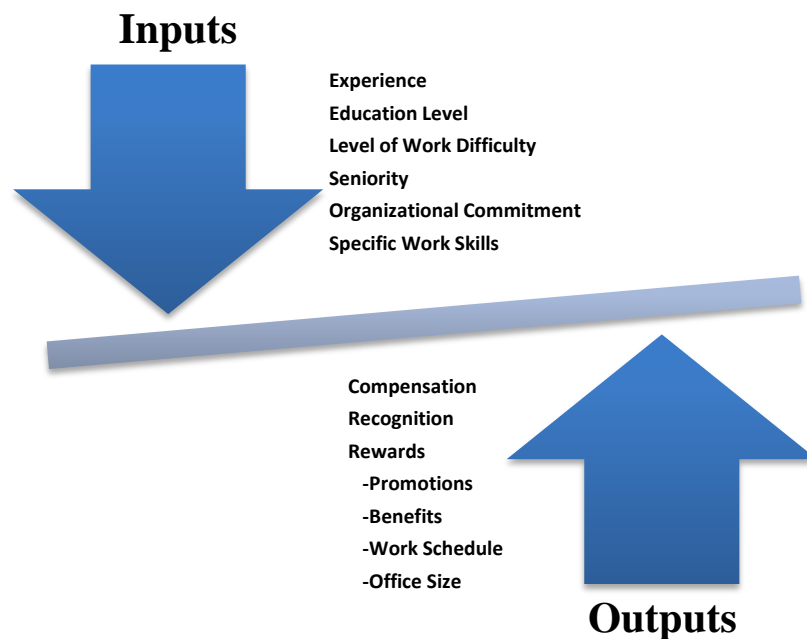 Inputs
Experience
Education Level
Level of Work Difficulty
Seniority
Organizational Commitment
Specific Work Skills
Compensation
Recognition
Rewards
-Promotions
-Benefits
-Work Schedule
-Office Size
Outputs